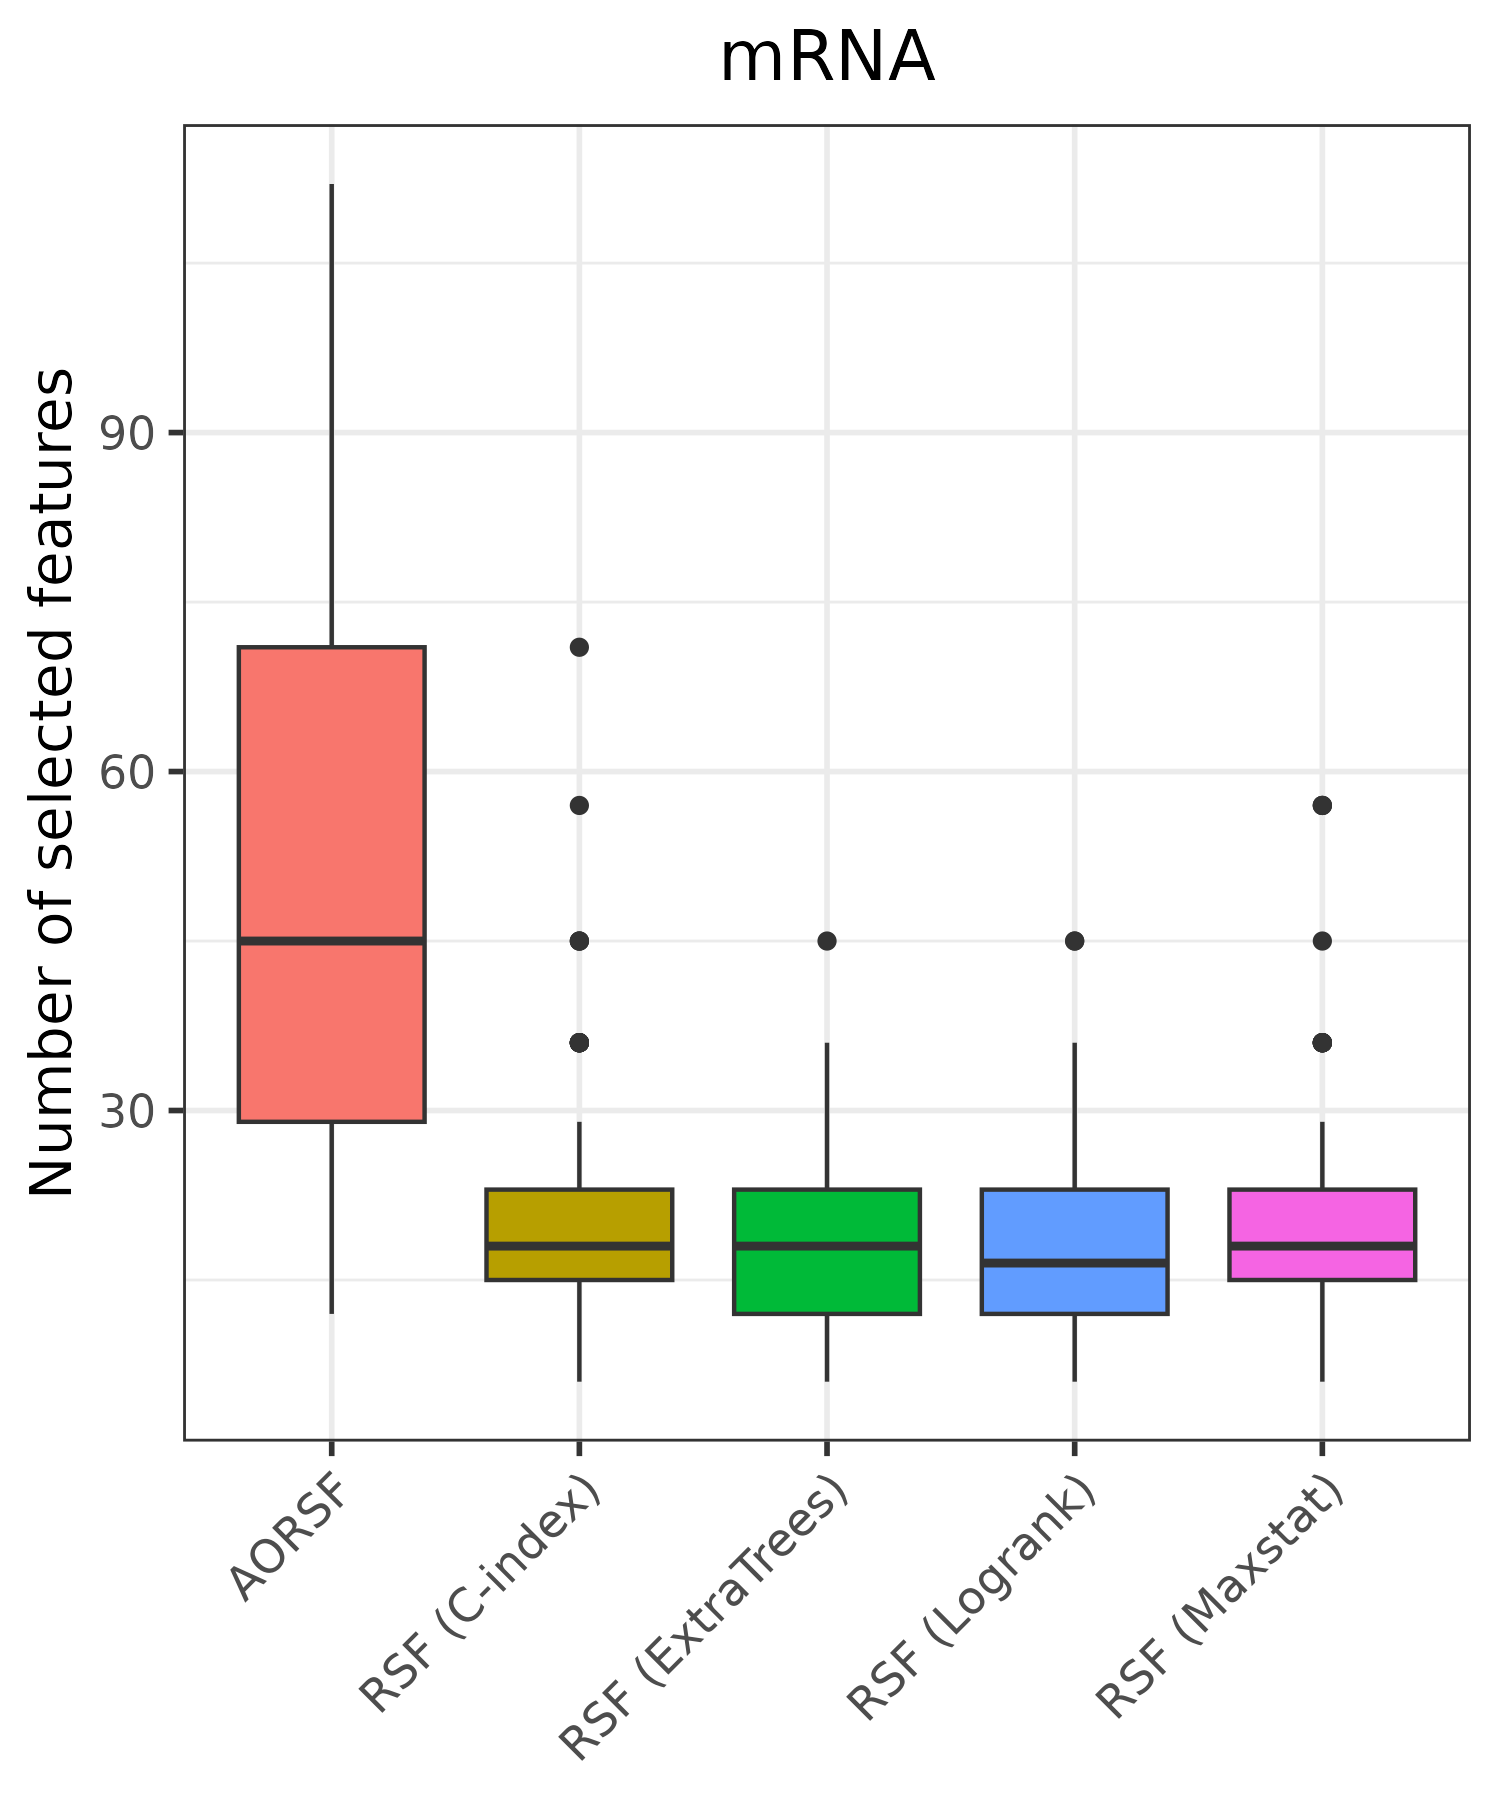 mRNA
Number of selected features
90
60
30
AORSF
RSF (C-index)
RSF (ExtraTrees)
RSF (Logrank)
RSF (Maxstat)